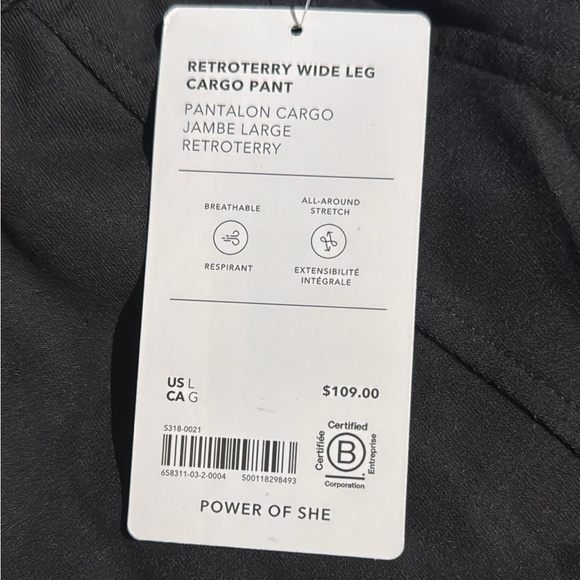 RETROTERRY WIDE LEG
CARGO PANT
PANTALON CARGO
JAMBE LARGE
RETROTERRY
BREATHABLE
RESPIRANT
ALL-AROUND
STRETCH
EXTENSIBILITÉ
INTÉGRALE
US L
CA G
$109.00
S318-0021
658311-03-2-0004 S00118298493
Certified
Certifiée
B
Entreprise
Corporation
POWER OF SHE